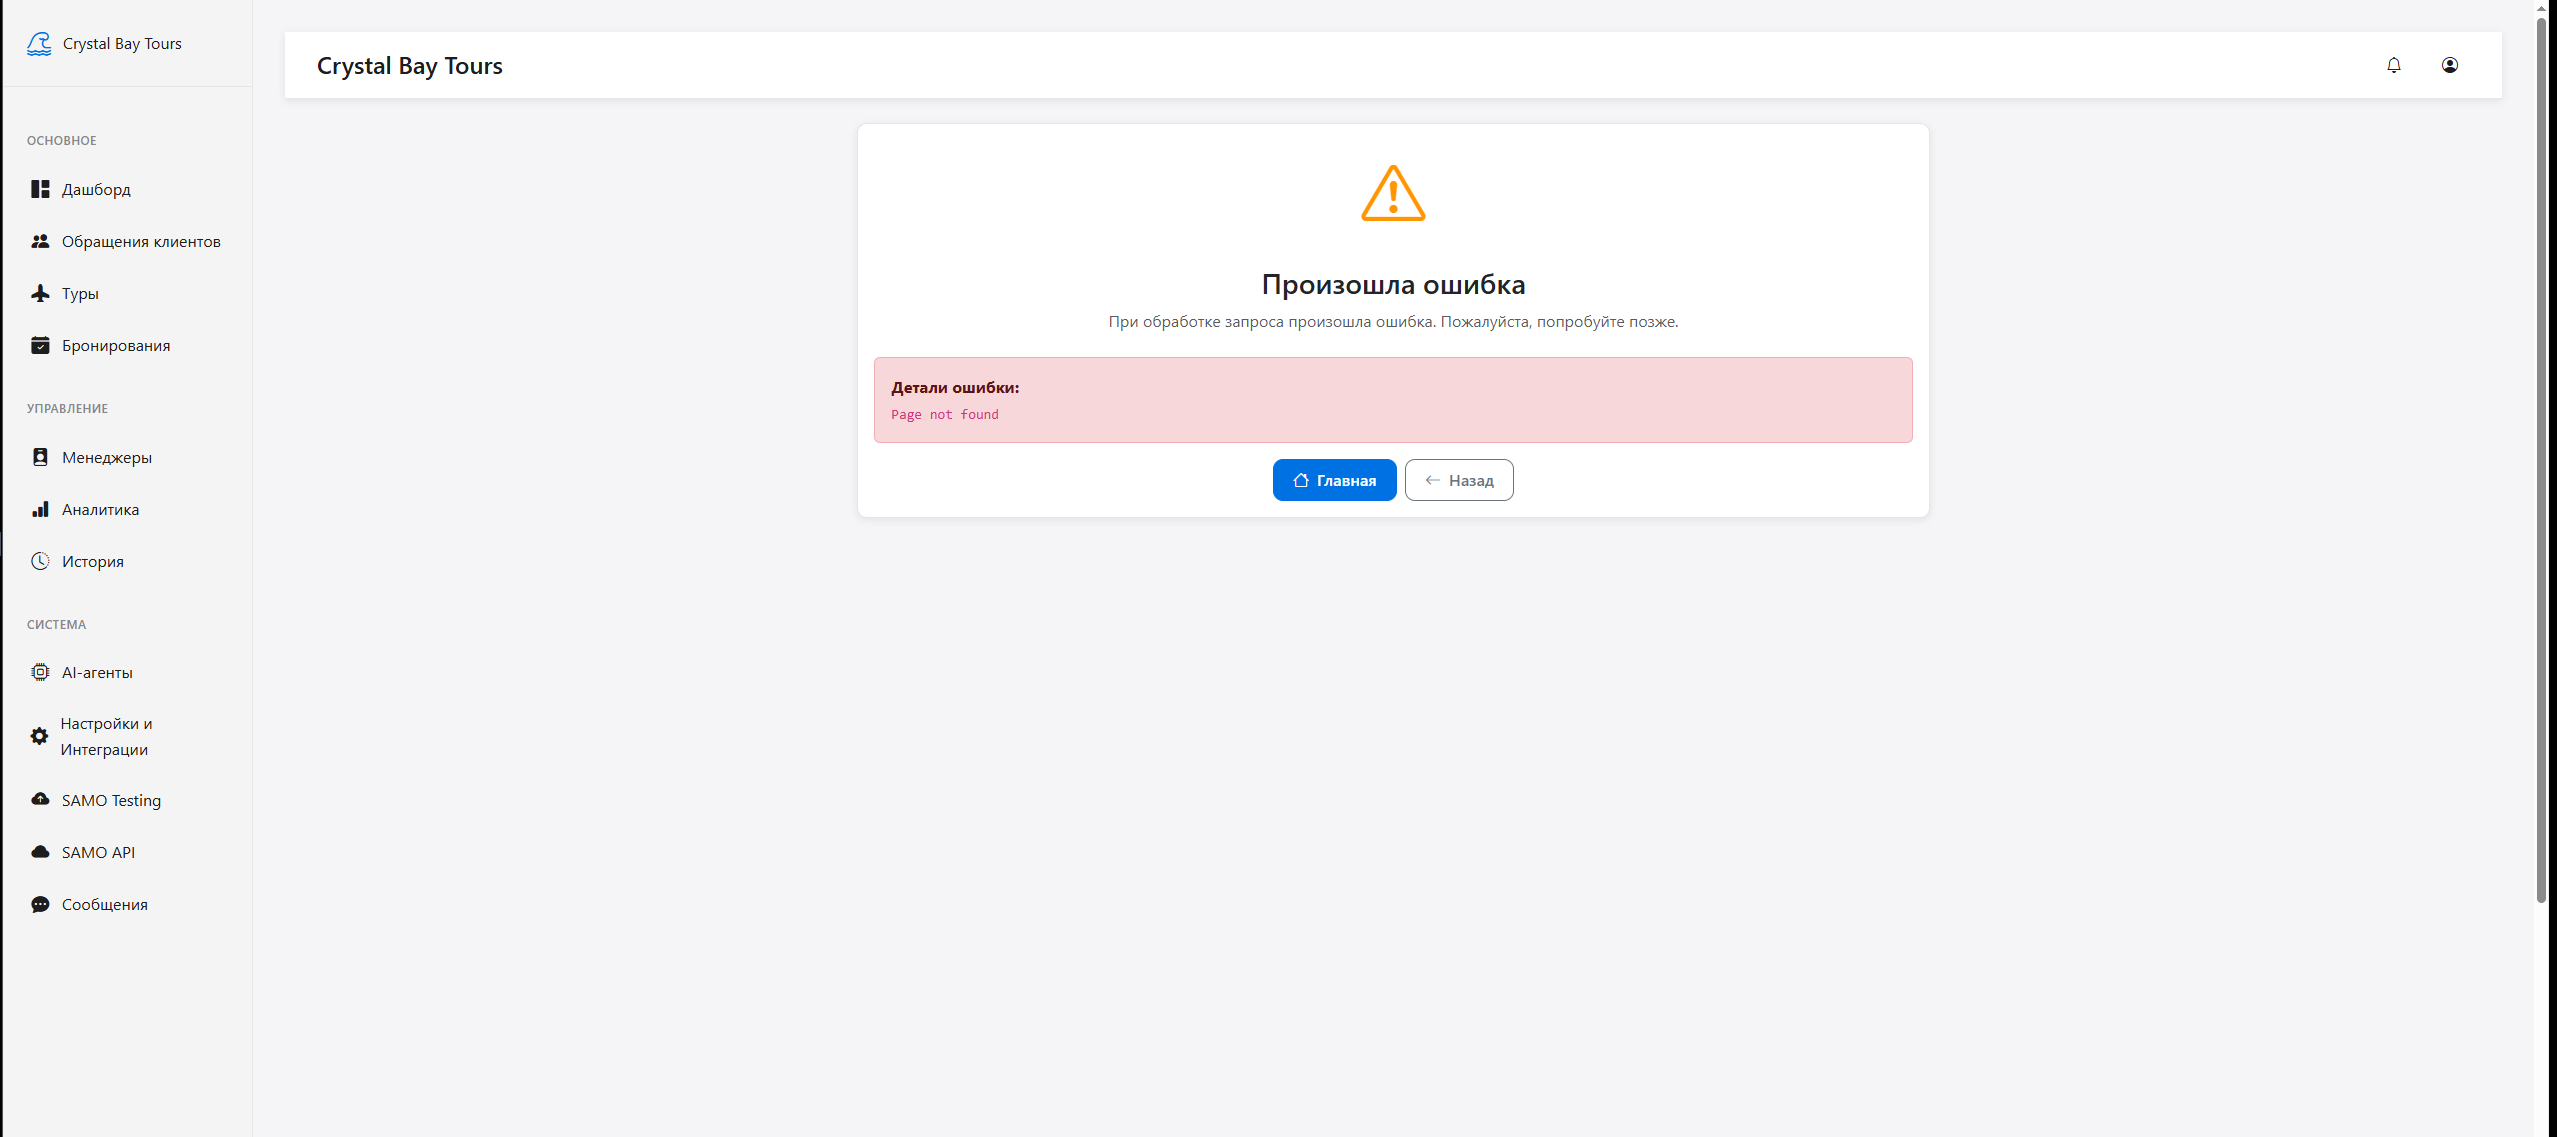 Crystal Bay Tours
ОСНОВНОЕ
Дашборд
Обращения клиентов
Туры
Бронирования
УПРАВЛЕНИЕ
Менеджеры
Аналитика
История
СИСТЕМА
AI-агенты
Настройки и
Интеграции
SAMO Testing
SAMO API
Сообщения
Crystal Bay Tours
Произошла ошибка
При обработке запроса произошла ошибка. Пожалуйста, попробуйте позже.
Детали ошибки:
Page not found
Главная
Назад